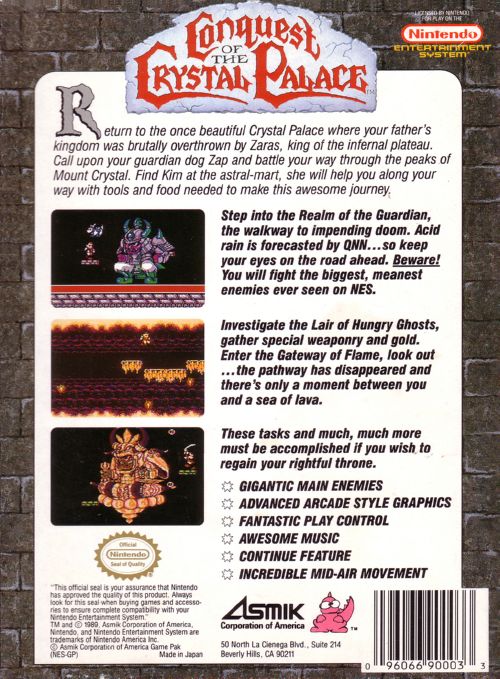 Conquest
OF
THE
CRYSTAL PALACE™
LICENSED BY NINTENDO
FOR PLAY ON THE
Nintendo
ENTERTAINMENT
SYSTEM®
Return to the once beautiful Crystal Palace where your father's
kingdom was brutally overthrown by Zaras, king of the infernal plateau.
Call upon your guardian dog Zap and battle your way through the peaks of
Mount Crystal. Find Kim at the astral-mart, she will help you along your
way with tools and food needed to make this awesome journey.
Step into the Realm of the Guardian,
the walkway to impending doom. Acid
rain is forecasted by QNN...so keep
your eyes on the road ahead. Beware!
You will fight the biggest, meanest
enemies ever seen on NES.
Investigate the Lair of Hungry Ghosts,
gather special weaponry and gold.
Enter the Gateway of Flame, look out
...the pathway has disappeared and
there's only a moment between you
and a sea of lava.
These tasks and much, much more
must be accomplished if you wish to
regain your rightful throne.
GIGANTIC MAIN ENEMIES
ADVANCED ARCADE STYLE GRAPHICS
FANTASTIC PLAY CONTROL
AWESOME MUSIC
CONTINUE FEATURE
INCREDIBLE MID-AIR MOVEMENT
Official
Nintendo
Seal of Quality
"This official seal is your assurance that Nintendo
has approved the quality of this product. Always
look for this seal when buying games and accesso-
ries to ensure complete compatibility with your
Nintendo Entertainment System."
TM and © 1989, Asmik Corporation of America,
Nintendo, and Nintendo Entertainment System are
trademarks of Nintendo America Inc.
© Asmik Corporation of America Game Pak
(NES-GP) Made in Japan
ASMIK
Corporation of America
TM
50 North La Cienega Blvd., Suite 214
Beverly Hills, CA 90211
0 96066 90003 3